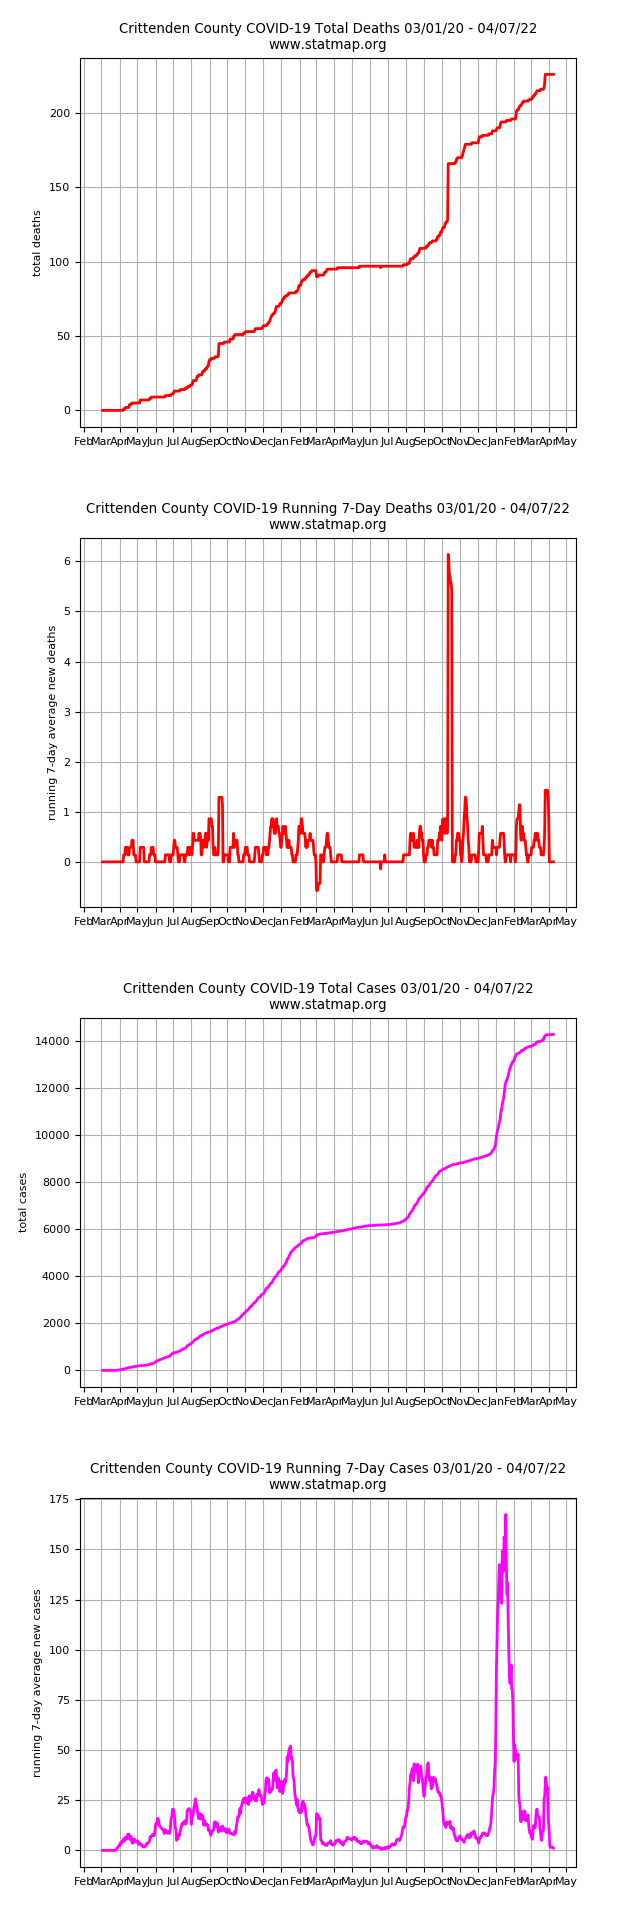 Crittenden County COVID-19 Total Deaths 03/01/20 - 04/07/22
www.statmap.org
200
150
100
50
0
total deaths
Feb Mar Apr May Jun Jul Aug Sep Oct Nov Dec Jan Feb Mar Apr May Jun Jul Aug Sep Oct Nov Dec Jan Feb Mar Apr May
Crittenden County COVID-19 Running 7-Day Deaths 03/01/20 - 04/07/22
www.statmap.org
6
5
4
3
2
1
0
running 7-day average new deaths
Feb Mar Apr May Jun Jul Aug Sep Oct Nov Dec Jan Feb Mar Apr May Jun Jul Aug Sep Oct Nov Dec Jan Feb Mar Apr May
Crittenden County COVID-19 Total Cases 03/01/20 - 04/07/22
www.statmap.org
14000
12000
10000
8000
6000
4000
2000
0
total cases
Feb Mar Apr May Jun Jul Aug Sep Oct Nov Dec Jan Feb Mar Apr May Jun Jul Aug Sep Oct Nov Dec Jan Feb Mar Apr May
Crittenden County COVID-19 Running 7-Day Cases 03/01/20 - 04/07/22
www.statmap.org
175
150
125
100
75
50
25
0
running 7-day average new cases
Feb Mar Apr May Jun Jul Aug Sep Oct Nov Dec Jan Feb Mar Apr May Jun Jul Aug Sep Oct Nov Dec Jan Feb Mar Apr May